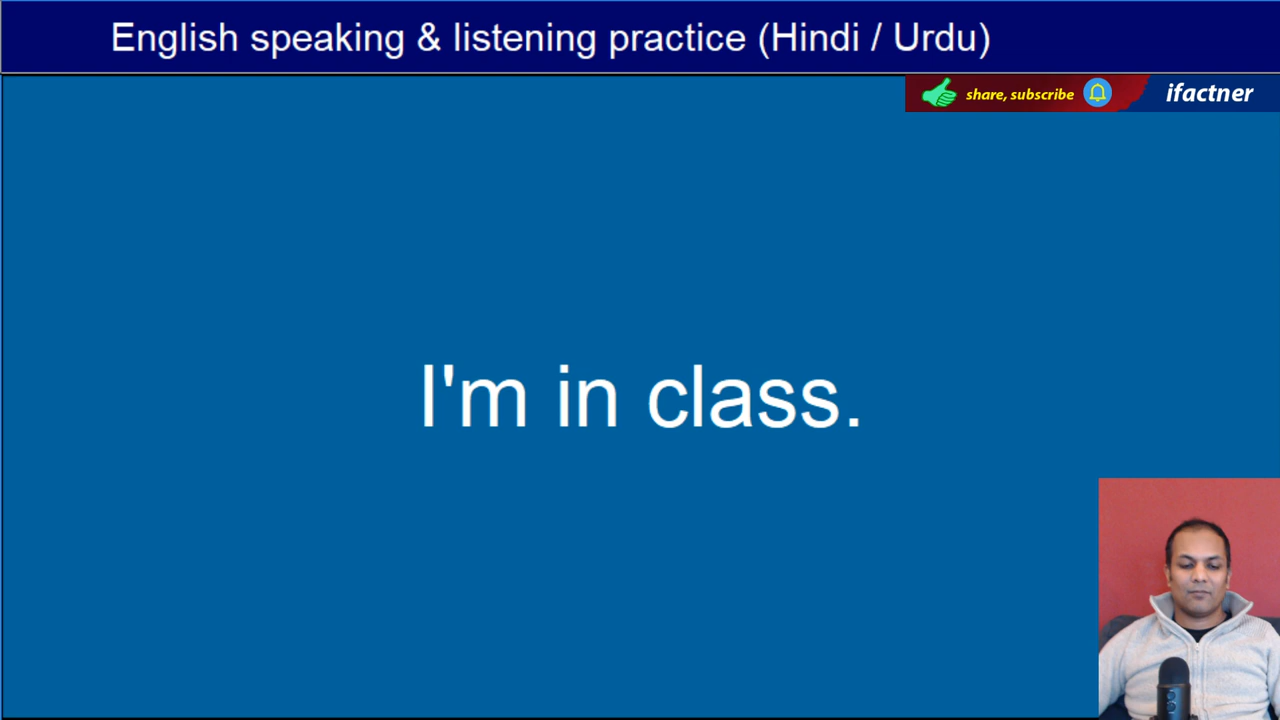 English speaking & listening practice (Hindi / Urdu)
share, subscribe
ifactner
I'm in class.